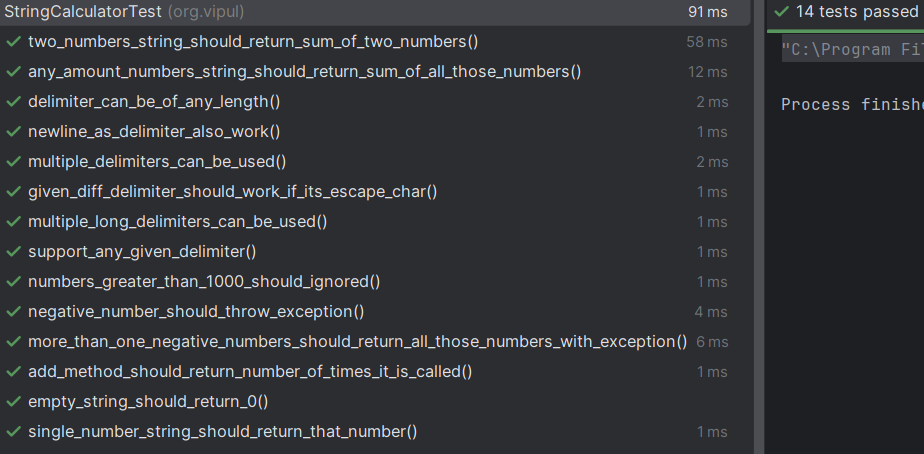 StringCalculatorTest (org.vipul) 91 ms
two_numbers_string_should_return_sum_of_two_numbers() 58 ms
any_amount_numbers_string_should_return_sum_of_all_those_numbers() 12 ms
delimiter_can_be_of_any_length() 2 ms
newline_as_delimiter_also_work() 1 ms
multiple_delimiters_can_be_used() 2 ms
given_diff_delimiter_should_work_if_its_escape_char() 1 ms
multiple_long_delimiters_can_be_used() 1 ms
support_any_given_delimiter() 1 ms
numbers_greater_than_1000_should_ignored() 1 ms
negative_number_should_throw_exception() 4 ms
more_than_one_negative_numbers_should_return_all_those_numbers_with_exception() 6 ms
add_method_should_return_number_of_times_it_is_called() 1 ms
empty_string_should_return_0()
single_number_string_should_return_that_number() 1 ms
14 tests passed
"C:\Program Fi
Process finish